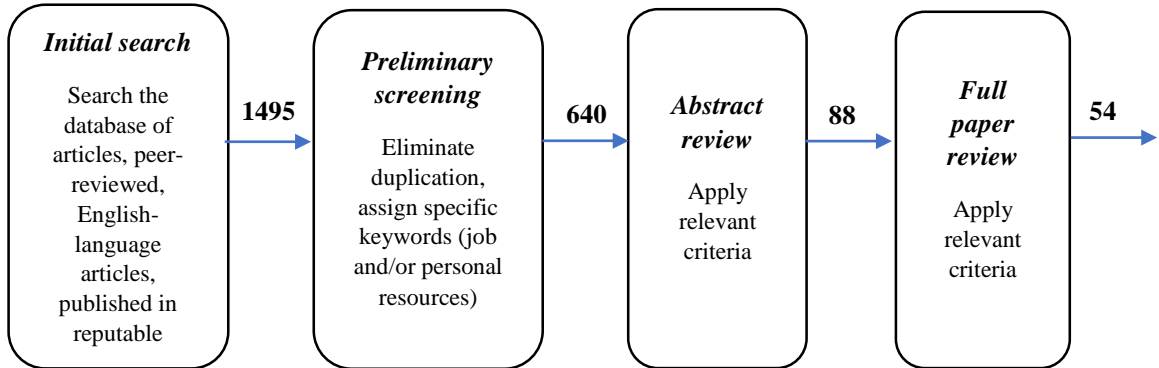 Initial search
Search the
database of
articles, peer-
reviewed,
English-
language
articles,
published in
reputable
1495
Preliminary
screening
Eliminate
duplication,
assign specific
keywords (job
and/or personal
resources)
640
Abstract
review
Apply
relevant
criteria
88
Full
paper
review
Apply
relevant
criteria
54